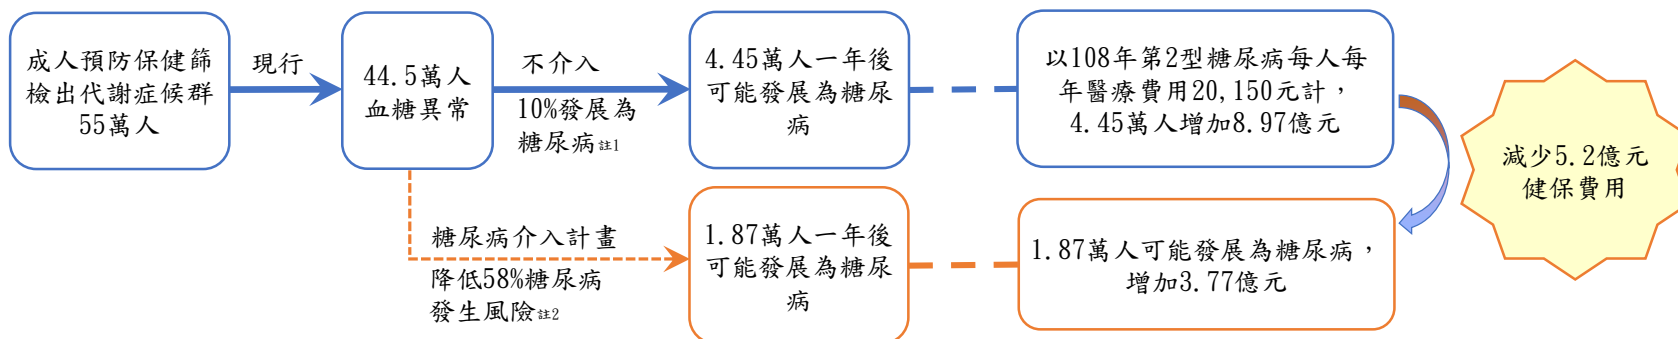 成人預防保健篩
檢出代謝症候群
55萬人
現行
44.5萬人
血糖異常
不介入
10%發展為
糖尿病註1
4.45萬人一年後
可能發展為糖尿
病
以108年第2型糖尿病每人每
年醫療費用20,150元計，
4.45萬人增加8.97億元
減少5.2億元
健保費用
糖尿病介入計畫
降低58%糖尿病
發生風險註2
1.87萬人一年後
可能發展為糖尿
病
1.87萬人可能發展為糖尿病，
增加3.77億元